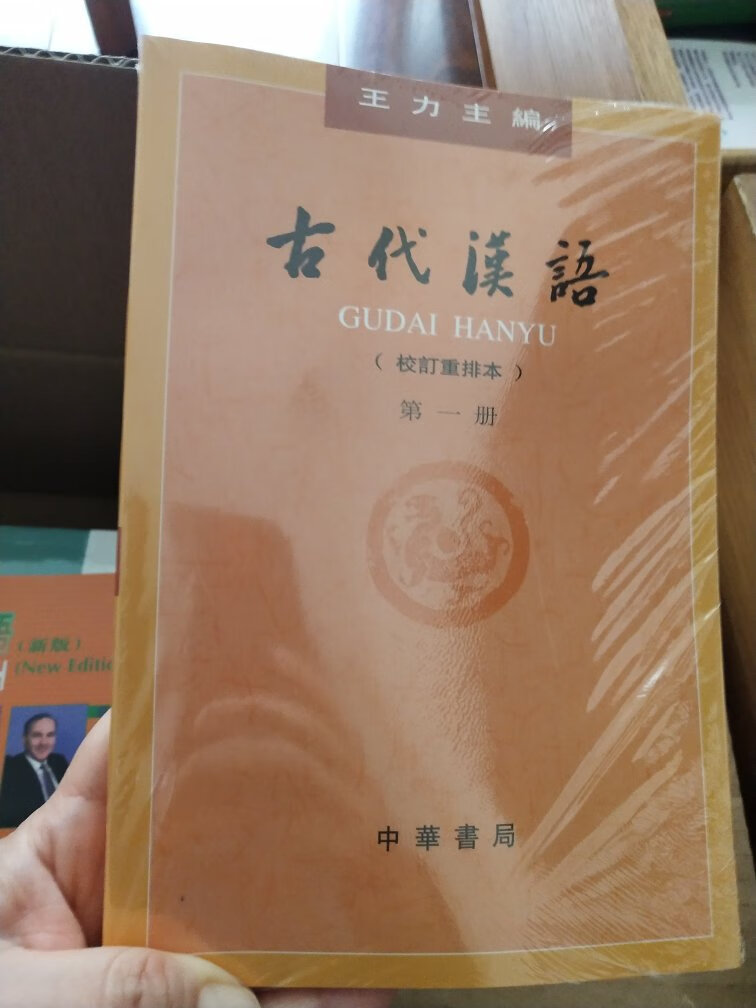 王力主編
古代漢語
GUDAI HANYU
（校訂重排本）
第一册
中華書局
（新版）
(New Editio